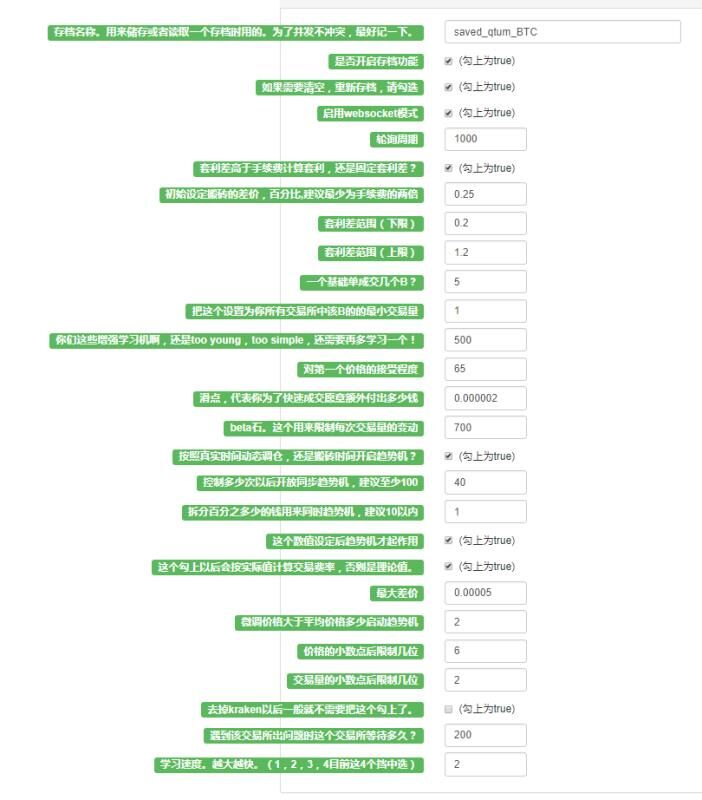 存档名称。用来储存或者读取一个存档时用的。为了并发不冲突，最好记一下。 saved_qtum_BTC
是否开启存档功能 (勾上为true)
如果需要清空，重新存档，请勾选 (勾上为true)
启用websocket模式 (勾上为true)
轮询周期 1000
套利差高于手续费计算套利，还是固定套利差？ (勾上为true)
初始设定搬砖的差价，百分比,建议最少为手续费的两倍 0.25
套利差范围（下限） 0.2
套利差范围（上限） 1.2
一个基础单成交几个B？ 5
把这个设置为你所有交易所中该B的的最小交易量 1
你们这些增强学习机啊，还是too young，too simple，还需要再多学习一个！ 500
对第一个价格的接受程度 65
滑点，代表你为了快速成交愿意额外付出多少钱 0.000002
beta石。这个用来限制每次交易量的变动 700
按照真实时间动态调仓，还是搬砖时间开启趋势机？ (勾上为true)
控制多少次以后开放同步趋势机，建议至少100 40
拆分百分之多少的钱用来同时趋势机，建议10以内 1
这个数值设定后趋势机才起作用 (勾上为true)
这个勾上以后会按实际值计算交易费率，否则是理论值。 (勾上为true)
最大差价 0.00005
微调价格大于平均价格多少启动趋势机 2
价格的小数点后限制几位 6
交易量的小数点后限制几位 2
去掉kraken以后一般就不需要把这个勾上了。 (勾上为true)
遇到该交易所出问题时这个交易所等待多久？ 200
学习速度。越大越快。（1，2，3，4目前这4个挡中选） 2